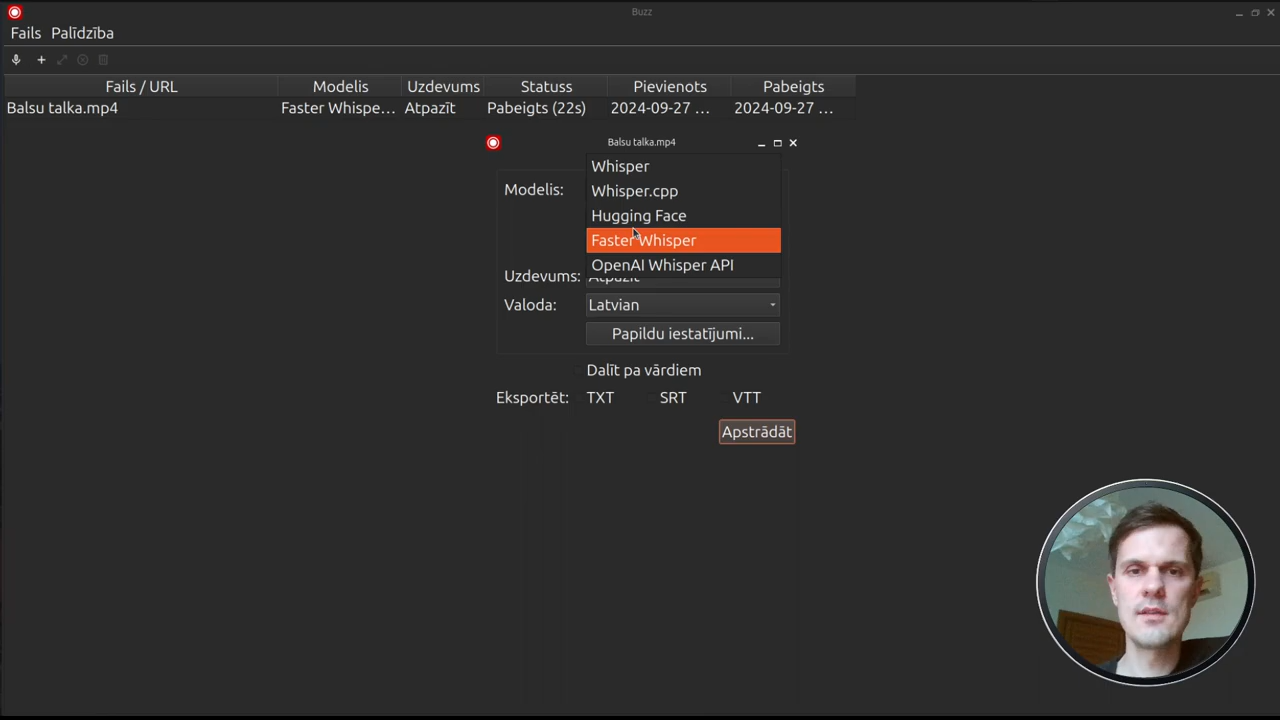 Buzz
Fails Palīdzība
Fails / URL Modelis Uzdevums Statuss Pievienots Pabeigts
Balsu talka.mp4 Faster Whispe... Atpazīt Pabeigts (22s) 2024-09-27 ... 2024-09-27 ...
Balsu talka.mp4
Whisper
Modelis:
Whisper.cpp
Hugging Face
Faster Whisper
OpenAI Whisper API
Uzdevums: Atpazīt
Valoda: Latvian
Papildu iestatījumi...
Dalīt pa vārdiem
Eksportēt: TXT SRT VTT
Apstrādāt